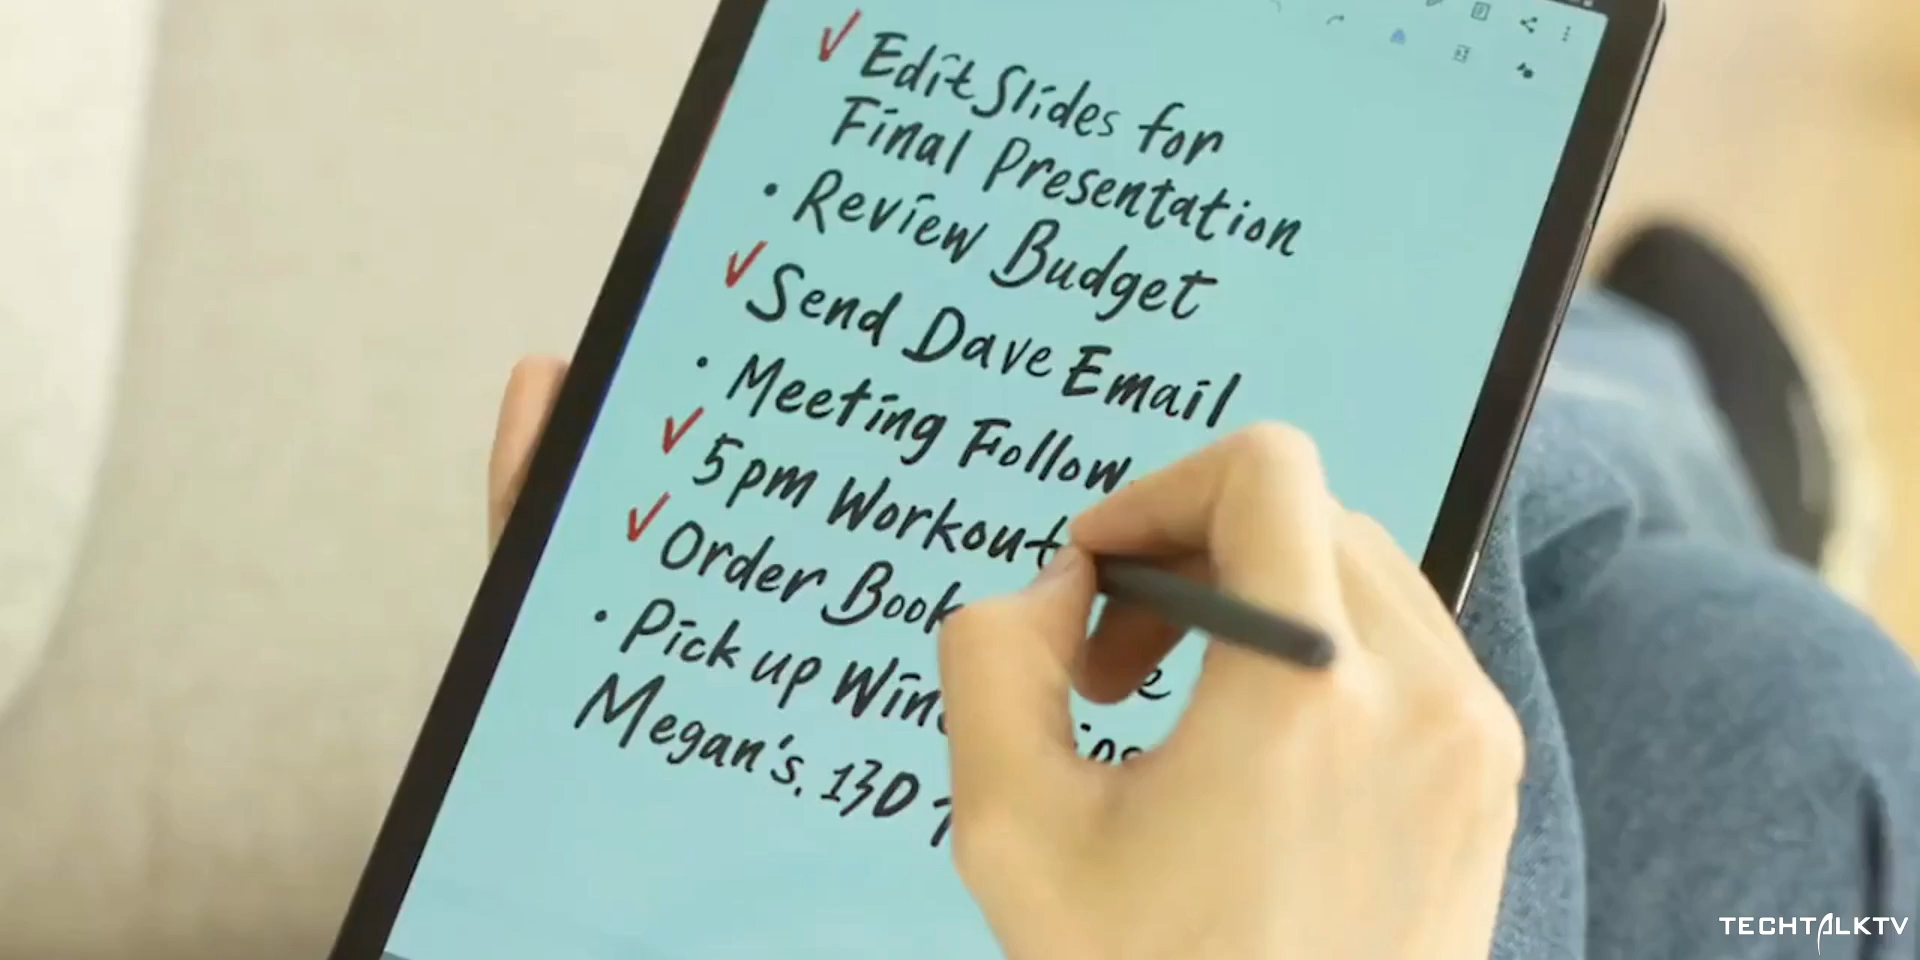 ✓ Edit Slides for
Final Presentation
• Review Budget
✓ Send Dave Email
• Meeting Follow
✓ 5pm Workout
✓ Order
• Pick up
Megan's. 130
TECHTALKTV